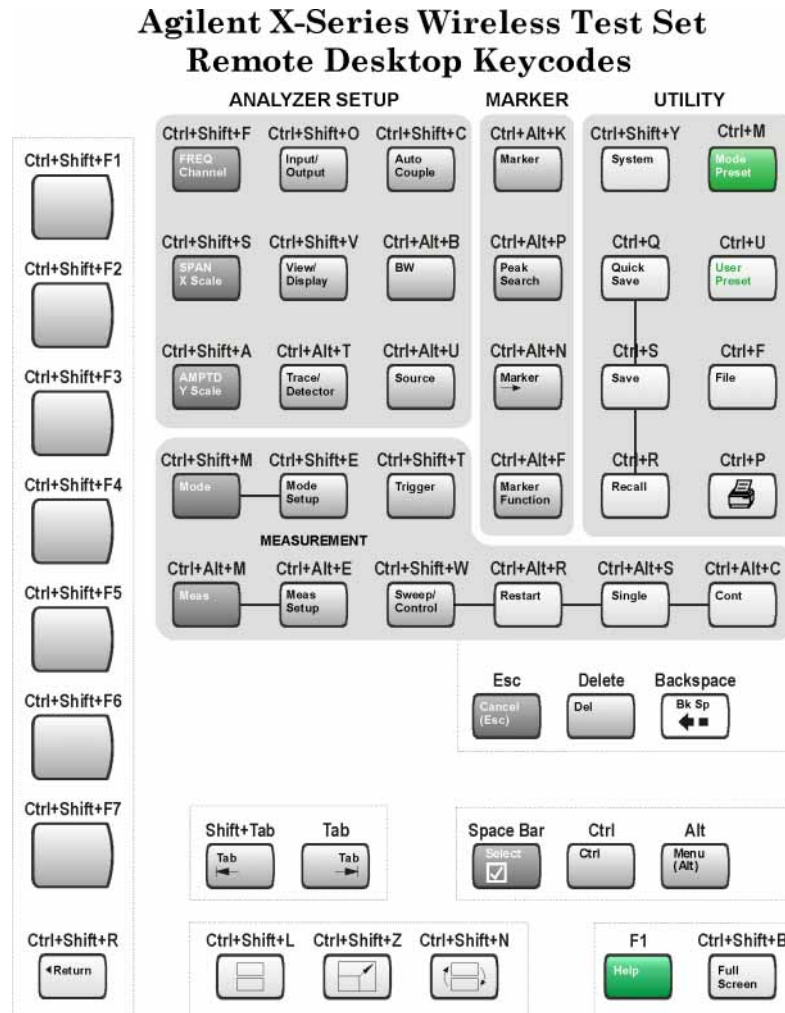 Agilent X-Series Wireless Test Set
Remote Desktop Keycodes
ANALYZER SETUP MARKER UTILITY
Ctrl+Shift+F Ctrl+Shift+O Ctrl+Shift+C Ctrl+Alt+K Ctrl+Shift+Y Ctrl+M
Ctrl+Shift+F1
FREQ Input/ Auto Marker System Mode
Channel Output Couple Preset
Ctrl+Shift+S Ctrl+Shift+V Ctrl+Alt+B Ctrl+Alt+P Ctrl+Q Ctrl+U
Ctrl+Shift+F2
SPAN View/ BW Peak Quick User
X Scale Display Search Save Preset
Ctrl+Shift+A Ctrl+Alt+T Ctrl+Alt+U Ctrl+Alt+N Ctrl+S Ctrl+F
Ctrl+Shift+F3
AMPTD Trace/ Source Marker Save File
Y Scale Detector
Ctrl+Shift+M Ctrl+Shift+E Ctrl+Shift+T Ctrl+Alt+F Ctrl+R Ctrl+P
Ctrl+Shift+F4
Mode Mode Trigger Marker Recall
Setup Function
MEASUREMENT
Ctrl+Alt+M Ctrl+Alt+E Ctrl+Shift+W Ctrl+Alt+R Ctrl+Alt+S Ctrl+Alt+C
Ctrl+Shift+F5
Meas Meas Sweep/ Restart Single Cont
Setup Control
Esc Delete Backspace
Ctrl+Shift+F6
Cancel Del Bk Sp
(Esc)
Ctrl+Shift+F7
Shift+Tab Tab Space Bar Ctrl Alt
Tab Tab Select Ctrl Menu
(Alt)
Ctrl+Shift+R Ctrl+Shift+L Ctrl+Shift+Z Ctrl+Shift+N F1 Ctrl+Shift+B
Return Help Full
Screen